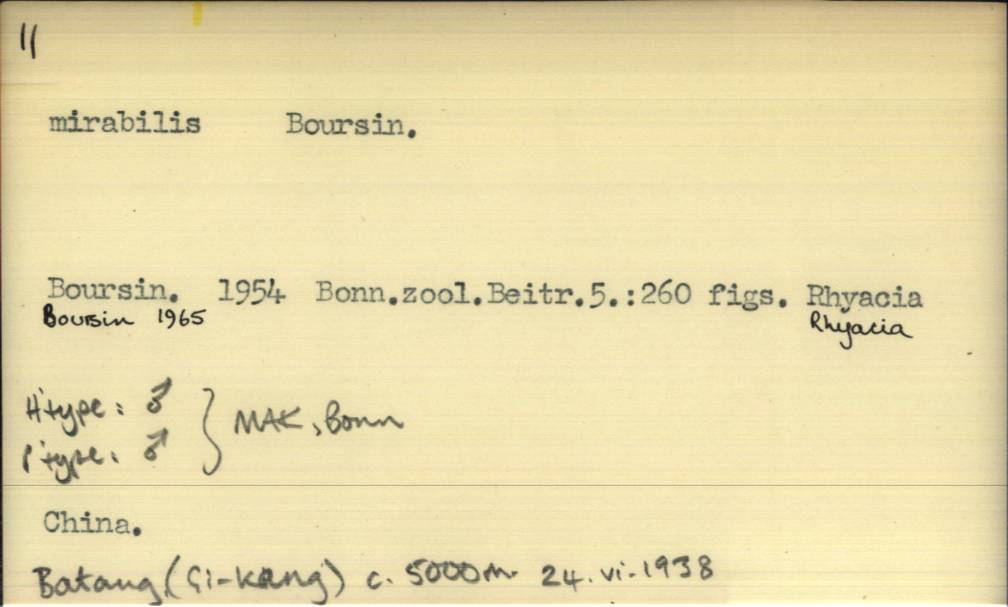 11
mirabilis Boursin.
Boursin. 1954 Bonn.zool.Beitr.5.:260 figs. Rhyacia
Boursin 1965 Rhyacia
H'type: ♂ } MAK, Bonn
P'type: ♂
China.
Batang (Si-kang) c. 5000m. 24.vi.1938